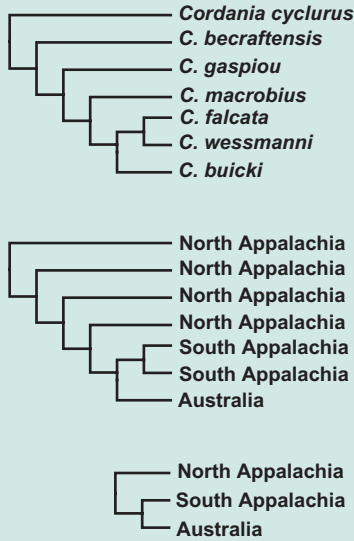 Cordania cyclurus
C. becraftensis
C. gaspiou
C. macrobius
C. falcata
C. wessmanni
C. buicki
North Appalachia
North Appalachia
North Appalachia
North Appalachia
South Appalachia
South Appalachia
Australia
North Appalachia
South Appalachia
Australia